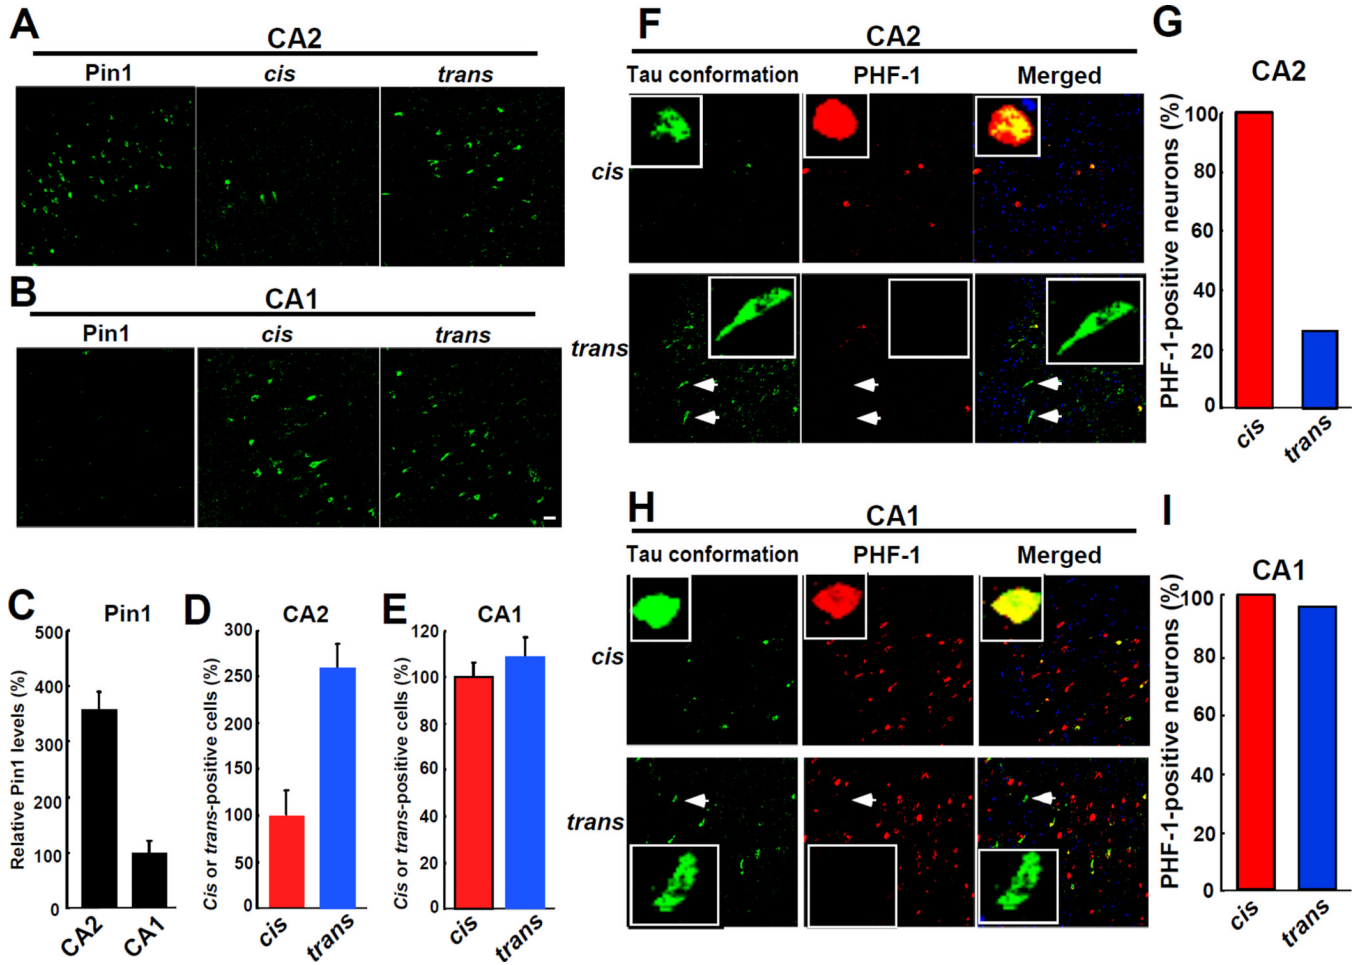 A
CA2
Pin1 cis trans
B
CA1
Pin1 cis trans
C
Pin1
Relative Pin1 levels (%)
500
400
300
200
100
0
CA2 CA1
D
CA2
Cis or trans-positive cells (%)
300
250
200
150
100
50
0
cis trans
E
CA1
Cis or trans-positive cells (%)
120
100
80
60
40
20
0
cis trans
F
CA2
Tau conformation PHF-1 Merged
cis
trans
G
CA2
PHF-1-positive neurons (%)
100
80
60
40
20
0
cis trans
H
CA1
Tau conformation PHF-1 Merged
cis
trans
I
CA1
PHF-1-positive neurons (%)
100
80
60
40
20
0
cis trans